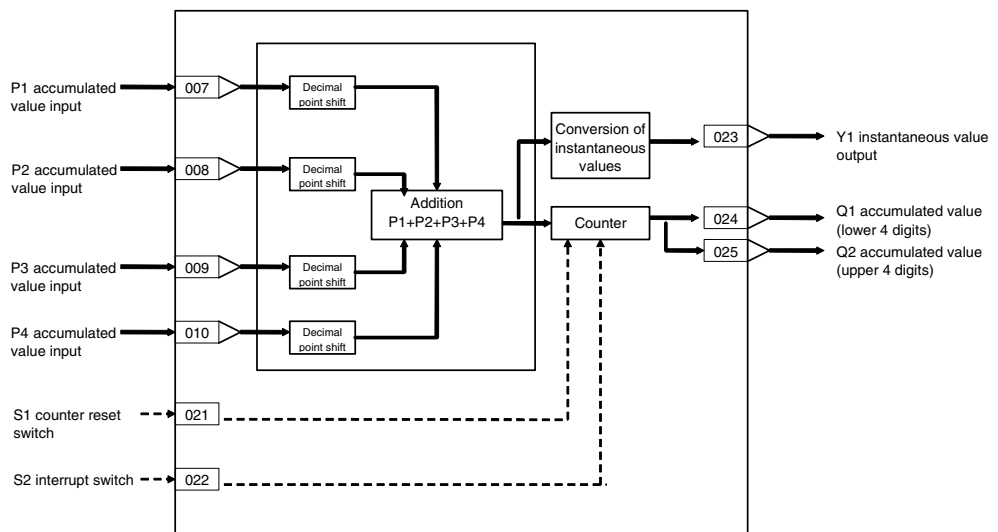 P1 accumulated
value input
007
Decimal
point shift
P2 accumulated
value input
008
Decimal
point shift
Addition
P1+P2+P3+P4
P3 accumulated
value input
009
Decimal
point shift
P4 accumulated
value input
010
Decimal
point shift
Conversion of
instantaneous
values
023
Y1 instantaneous value
output
Counter
024
Q1 accumulated value
(lower 4 digits)
025
Q2 accumulated value
(upper 4 digits)
S1 counter reset
switch
021
S2 interrupt switch
022